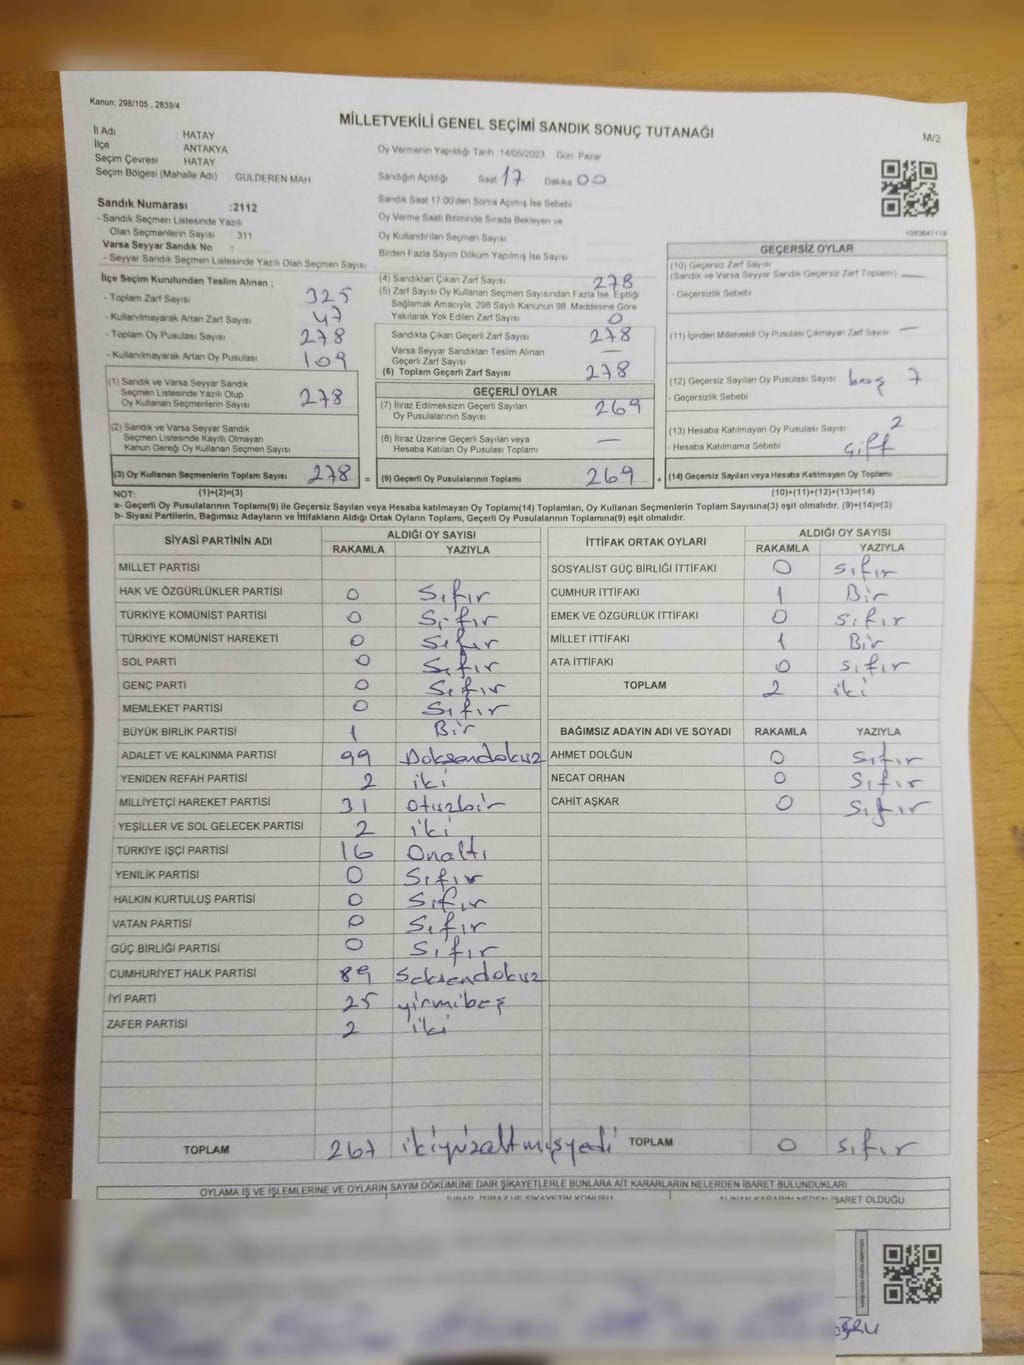 Kanun, 298/105 , 2839/4
MİLLETVEKİLİ GENEL SEÇİMİ SANDIK SONUÇ TUTANAĞI
M/2
İl Adı : HATAY
İlçe : ANTAKYA
Seçim Çevresi : HATAY
Seçim Bölgesi (Mahalle Adı) : GÜLDEREN MAH
Oy Vermenin Yapıldığı Tarih 14/05/2023 Gün Pazar
Sandığın Açıldığı Saat 17 Dakika 00
Sandık Saat 17:00'den Sonra Açımış İse Sebebi
Oy Verme Saati Bitiminde Sırada Bekleyen ve
Oy Kullandırılan Seçmen Sayısı
Birden Fazla Sayım Döküm Yapılmış İse Sayısı
Sandık Numarası : 2112
- Sandık Seçmen Listesinde Yazılı
Olan Seçmenlerin Sayısı : 311
Varsa Seyyar Sandık No :
- Seyyar Sandık Seçmen Listesinde Yazılı Olan Seçmen Sayısı
İlçe Seçim Kurulundan Teslim Alınan ;
- Toplam Zarf Sayısı 325
- Kullanılmayarak Artan Zarf Sayısı 47
- Toplam Oy Pusulası Sayısı 278
- Kullanılmayarak Artan Oy Pusulası 109
(1) Sandık ve Varsa Seyyar Sandık
Seçmen Listesinde Yazılı Olup
Oy Kullanan Seçmenlerin Sayısı 278
(2) Sandık ve Varsa Seyyar Sandık
Seçmen Listesinde Kayıtlı Olmayan
Kanun Gereği Oy Kullanan Seçmen Sayısı
(3) Oy Kullanan Seçmenlerin Toplam Sayısı 278 =
(4) Sandıktan Çıkan Zarf Sayısı 278
(5) Zarf Sayısı Oy Kullanan Seçmen Sayısından Fazla İse, Eşitliği
Sağlamak Amacıyla, 298 Sayılı Kanunun 98. Maddesine Göre
Yakılarak Yok Edilen Zarf Sayısı 0
Sandıkta Çıkan Geçerli Zarf Sayısı 278
Varsa Seyyar Sandıktan Teslim Alınan
Geçerli Zarf Sayısı —
(6) Toplam Geçerli Zarf Sayısı 278
GEÇERLİ OYLAR
(7) İtiraz Edilmeksizin Geçerli Sayılan
Oy Pusulalarının Sayısı 269
(8) İtiraz Üzerine Geçerli Sayılan veya
Hesaba Katılan Oy Pusulası Toplamı —
(9) Geçerli Oy Pusulalarının Toplamı 269 +
GEÇERSİZ OYLAR
(10) Geçersiz Zarf Sayısı
(Sandık ve Varsa Seyyar Sandık Geçersiz Zarf Toplamı) —
- Geçersizlik Sebebi
(11) İçinden Milletvekili Oy Pusulası Çıkmayan Zarf Sayısı —
(12) Geçersiz Sayılan Oy Pusulası Sayısı boş 7
- Geçersizlik Sebebi
(13) Hesaba Katılmayan Oy Pusulası Sayısı 2
- Hesaba Katılmama Sebebi Çift
(14) Geçersiz Sayılan veya Hesaba Katılmayan Oy Toplamı
NOT: (1)+(2)=(3) (10)+(11)+(12)+(13)=(14)
a- Geçerli Oy Pusulalarının Toplamı(9) ile Geçersiz Sayılan veya Hesaba katılmayan Oy Toplamı(14) Toplamları, Oy Kullanan Seçmenlerin Toplam Sayısına(3) eşit olmalıdır. (9)+(14)=(3)
b- Siyasi Partilerin, Bağımsız Adayların ve İttifakların Aldığı Ortak Oyların Toplamı, Geçerli Oy Pusulalarının Toplamına(9) eşit olmalıdır.
SİYASİ PARTİNİN ADI ALDIĞI OY SAYISI
RAKAMLA YAZIYLA
MİLLET PARTİSİ
HAK VE ÖZGÜRLÜKLER PARTİSİ 0 Sıfır
TÜRKİYE KOMÜNİST PARTİSİ 0 Sıfır
TÜRKİYE KOMÜNİST HAREKETİ 0 Sıfır
SOL PARTİ 0 Sıfır
GENÇ PARTİ 0 Sıfır
MEMLEKET PARTİSİ 0 Sıfır
BÜYÜK BİRLİK PARTİSİ 1 Bir
ADALET VE KALKINMA PARTİSİ 99 Doksandokuz
YENİDEN REFAH PARTİSİ 2 iki
MİLLİYETÇİ HAREKET PARTİSİ 31 otuzbir
YEŞİLLER VE SOL GELECEK PARTİSİ 2 iki
TÜRKİYE İŞÇİ PARTİSİ 16 Onaltı
YENİLİK PARTİSİ 0 Sıfır
HALKIN KURTULUŞ PARTİSİ 0 Sıfır
VATAN PARTİSİ 0 Sıfır
GÜÇ BİRLİĞİ PARTİSİ 0 Sıfır
CUMHURİYET HALK PARTİSİ 89 Seksendokuz
İYİ PARTİ 25 yirmibeş
ZAFER PARTİSİ 2 iki
TOPLAM 267 ikiyüzaltmışyedi
İTTİFAK ORTAK OYLARI ALDIĞI OY SAYISI
RAKAMLA YAZIYLA
SOSYALİST GÜÇ BİRLİĞİ İTTİFAKI 0 sıfır
CUMHUR İTTİFAKI 1 Bir
EMEK VE ÖZGÜRLÜK İTTİFAKI 0 sıfır
MİLLET İTTİFAKI 1 Bir
ATA İTTİFAKI 0 sıfır
TOPLAM 2 iki
BAĞIMSIZ ADAYIN ADI VE SOYADI RAKAMLA YAZIYLA
AHMET DOLĞUN 0 Sıfır
NECAT ORHAN 0 Sıfır
CAHİT AŞKAR 0 Sıfır
TOPLAM 0 sıfır
OYLAMA İŞ VE İŞLEMLERİNE VE OYLARIN SAYIM DÖKÜMÜNE DAİR ŞİKAYETLERLE BUNLARA AİT KARARLARIN NELERDEN İBARET BULUNDUKLARI